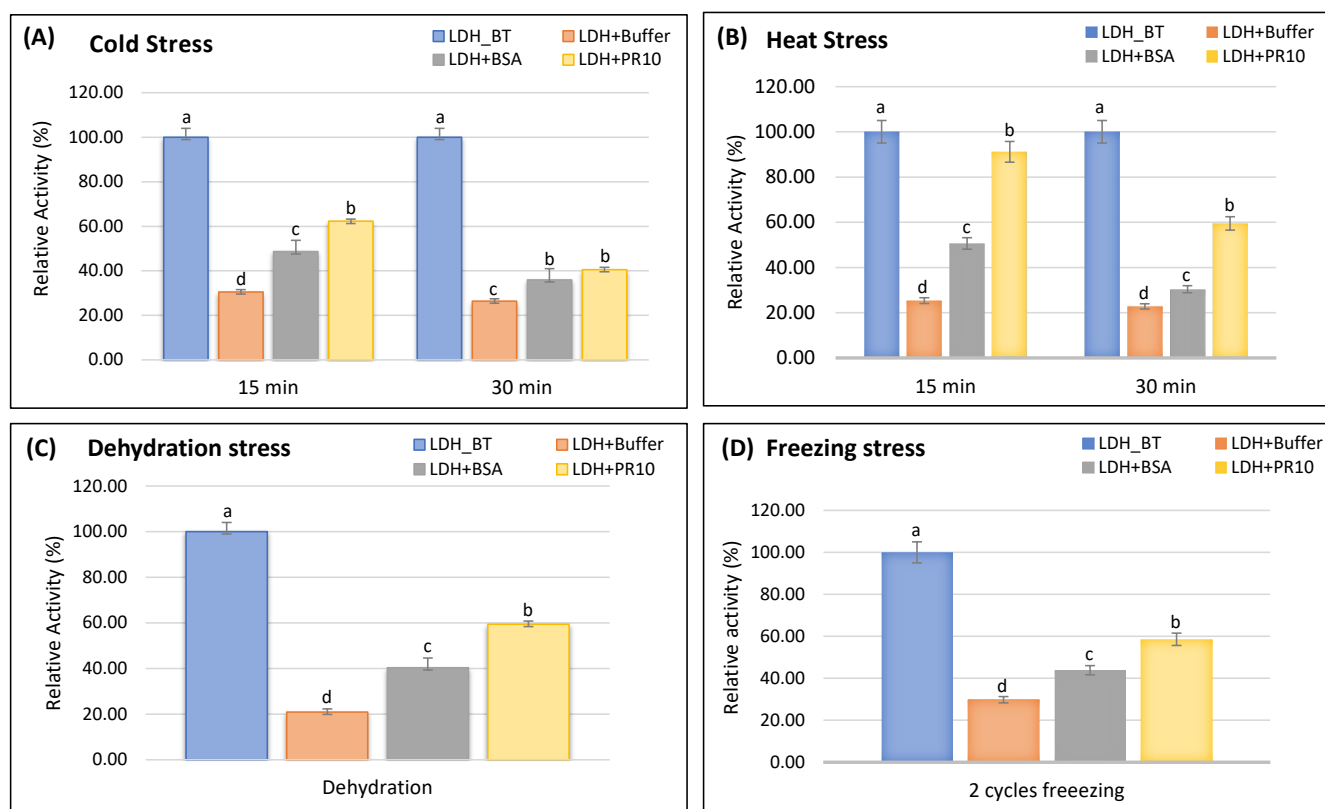 (A) Cold Stress
LDH_BT LDH+Buffer
LDH+BSA LDH+PR10
Relative Activity (%)
120.00
100.00
80.00
60.00
40.00
20.00
0.00
a d c b a c b b
15 min 30 min
(B) Heat Stress
LDH_BT LDH+Buffer
LDH+BSA LDH+PR10
Relative Activity (%)
120.00
100.00
80.00
60.00
40.00
20.00
0.00
a d c b a d c b
15 min 30 min
(C) Dehydration stress
LDH_BT LDH+Buffer
LDH+BSA LDH+PR10
Relative Activity (%)
120.00
100.00
80.00
60.00
40.00
20.00
0.00
a d c b
Dehydration
(D) Freezing stress
LDH_BT LDH+Buffer
LDH+BSA LDH+PR10
Relative activity (%)
120.00
100.00
80.00
60.00
40.00
20.00
0.00
a d c b
2 cycles freeezing